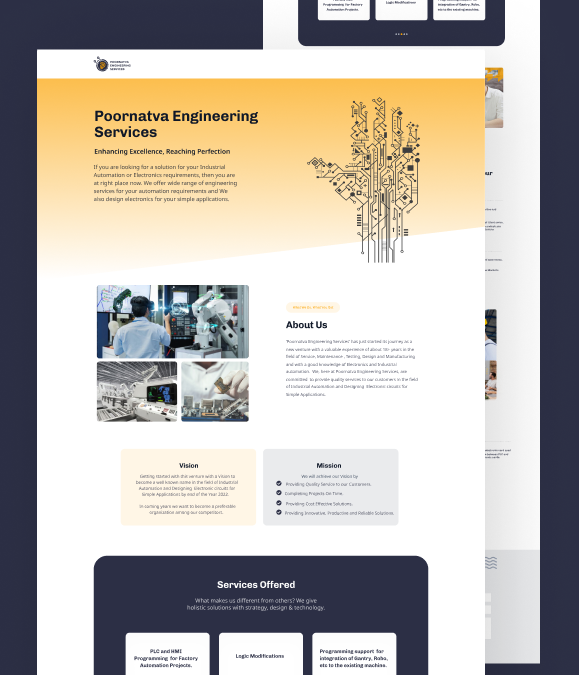 Programming for Factory
Automation Projects.
Logic Modifications
integration of Gantry, Robo,
etc to the existing machine.
POORNATVA
ENGINEERING
SERVICES
Poornatva Engineering
Services
Enhancing Excellence, Reaching Perfection
If you are looking for a solution for your Industrial
Automation or Electronics requirements, then you are
at right place now. We offer wide range of engineering
services for your automation requirements and We
also design electronics for your simple applications.
our
About Us
'Poornatva Engineering Services' has just started its journey as a
new venture with a valuable experience of about 10+ years in the
field of Service, Maintenance, Testing, Design and Manufacturing
and with a good knowledge of Electronics and Industrial
automation. We, here at Poornatva Engineering Services, are
committed to provide quality services to our customers in the field
of Industrial Automation and Designing Electronic circuits for
Simple Applications.
Vision
Getting started with this venture with a vision to
become a well known name in the field of Industrial
Automation and Designing Electronic circuits for
Simple Applications by end of the Year 2022.
In coming years we want to become a profitable
organization among our competitors.
Mission
We will achieve our Vision by
Providing Quality Service to our Customers.
Completing Projects On Time.
Providing Cost Effective Solutions.
Providing Innovative, Productive and Reliable Solutions.
Services Offered
What makes us different from others? We give
holistic solutions with strategy, design & technology.
PLC and HMI
Programming for Factory
Automation Projects.
Logic Modifications
Programming support for
integration of Gantry, Robo,
etc to the existing machine.